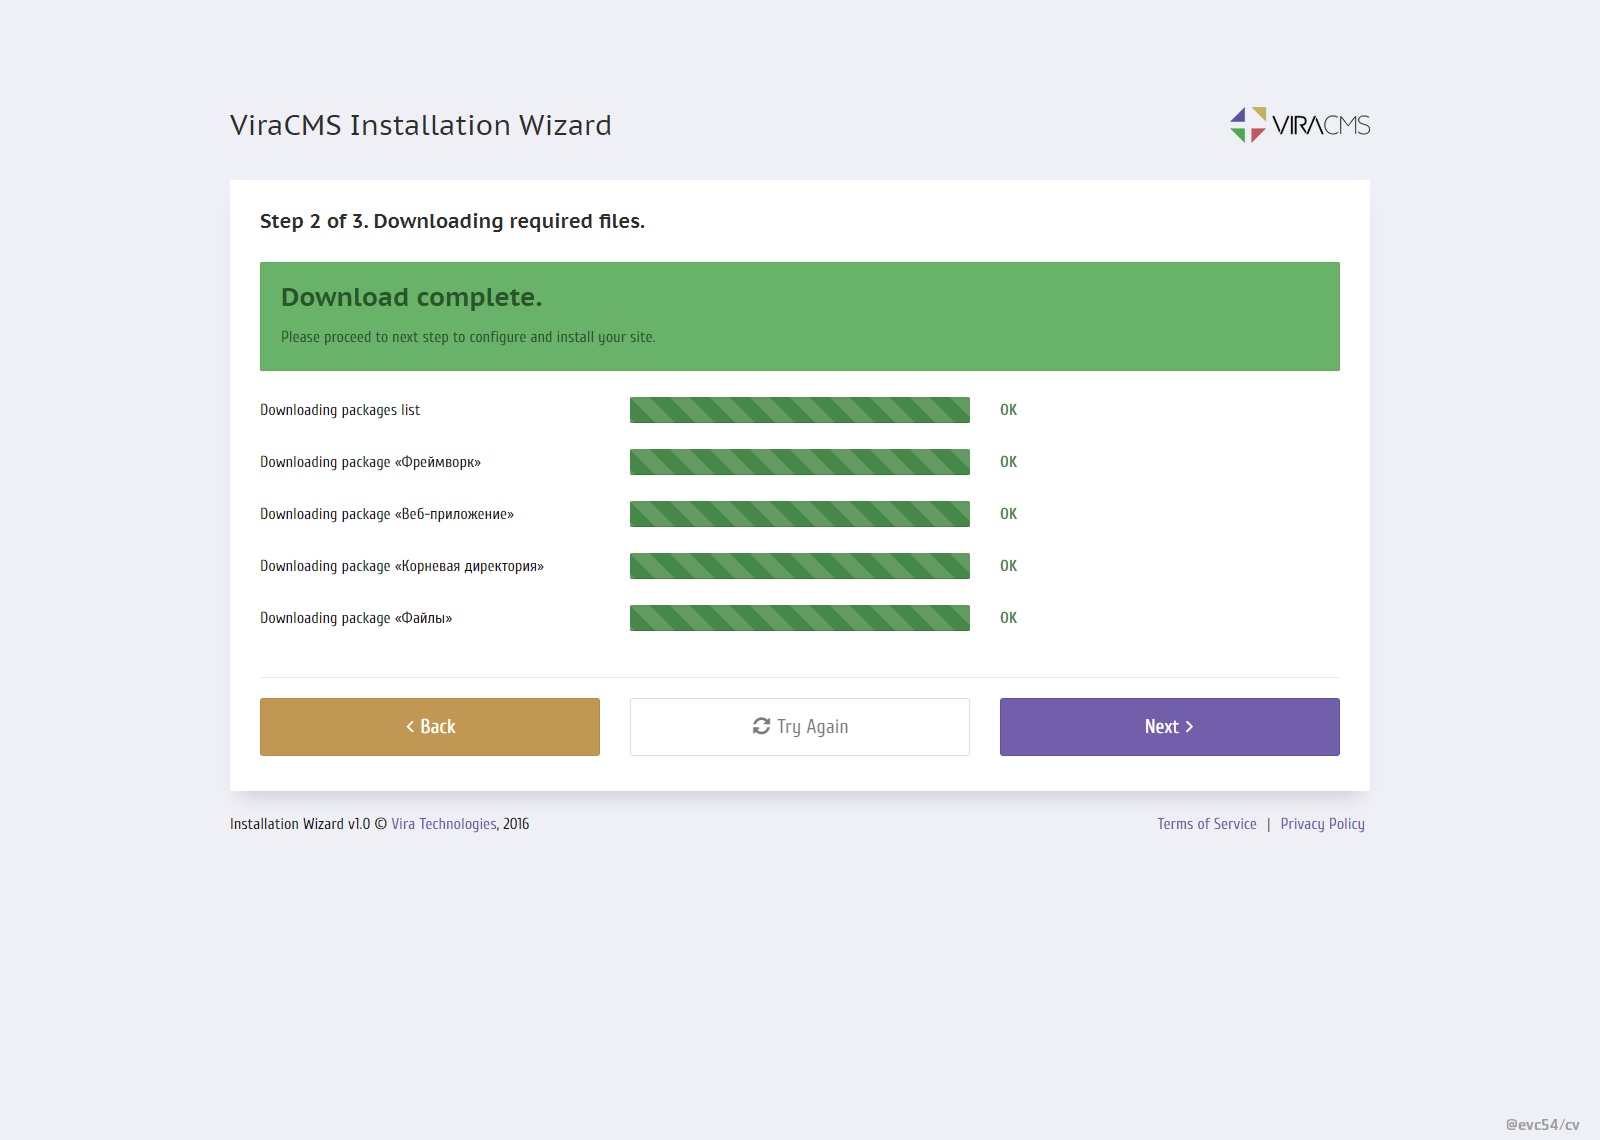 ViraCMS Installation Wizard
VIRACMS
Step 2 of 3. Downloading required files.
Download complete.
Please proceed to next step to configure and install your site.
Downloading packages list OK
Downloading package «Фреймворк» OK
Downloading package «Веб-приложение» OK
Downloading package «Корневая директория» OK
Downloading package «Файлы» OK
Back Try Again Next
Installation Wizard v1.0 © Vira Technologies, 2016 Terms of Service | Privacy Policy
@evc54/cv